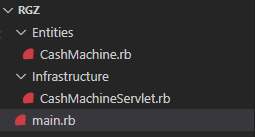 RGZ
Entities
CashMachine.rb
Infrastructure
CashMachineServlet.rb
main.rb